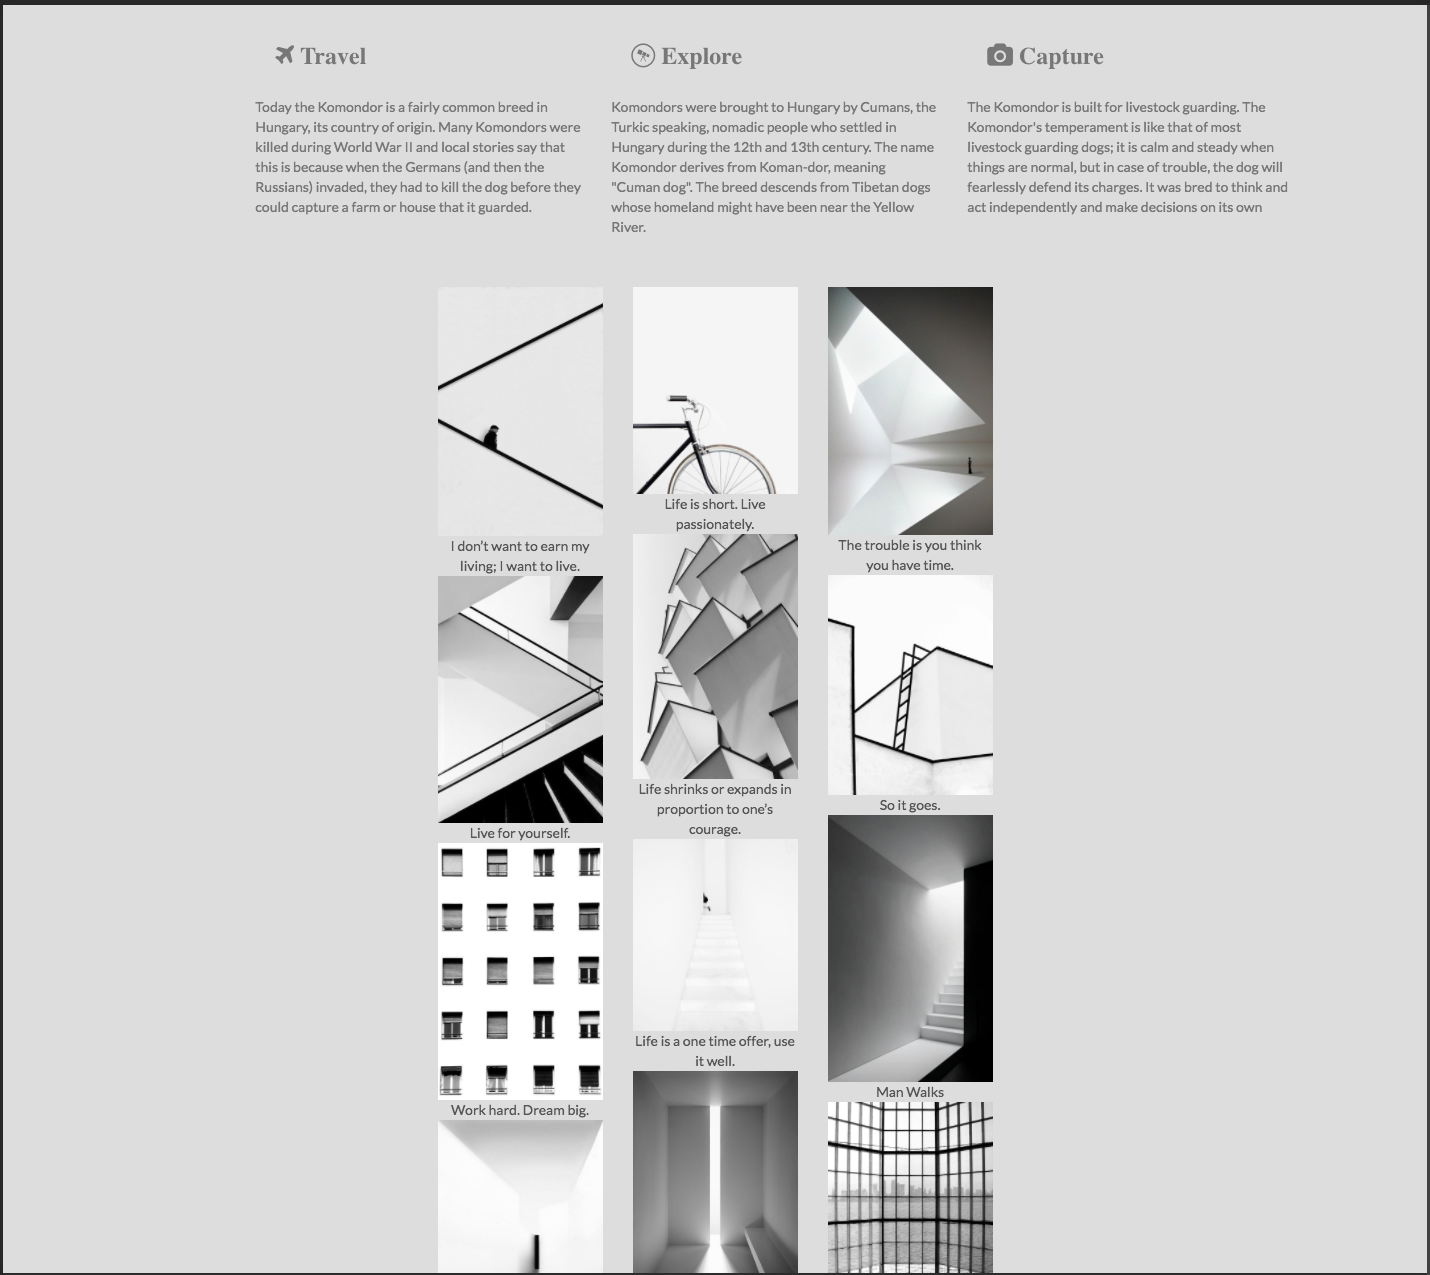 Travel
Today the Komondor is a fairly common breed in
Hungary, its country of origin. Many Komondors were
killed during World War II and local stories say that
this is because when the Germans (and then the
Russians) invaded, they had to kill the dog before they
could capture a farm or house that it guarded.
Explore
Komondors were brought to Hungary by Cumans, the
Turkic speaking, nomadic people who settled in
Hungary during the 12th and 13th century. The name
Komondor derives from Koman-dor, meaning
"Cuman dog". The breed descends from Tibetan dogs
whose homeland might have been near the Yellow
River.
Capture
The Komondor is built for livestock guarding. The
Komondor's temperament is like that of most
livestock guarding dogs; it is calm and steady when
things are normal, but in case of trouble, the dog will
fearlessly defend its charges. It was bred to think and
act independently and make decisions on its own
I don't want to earn my
living; I want to live.
Live for yourself.
Work hard. Dream big.
Life is short. Live
passionately.
Life shrinks or expands in
proportion to one's
courage.
Life is a one time offer, use
it well.
The trouble is you think
you have time.
So it goes.
Man Walks